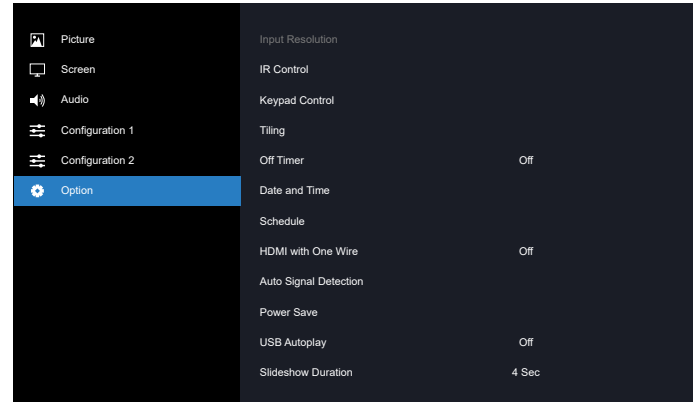 Picture
Screen
Audio
Configuration 1
Configuration 2
Option
Input Resolution
IR Control
Keypad Control
Tiling
Off Timer Off
Date and Time
Schedule
HDMI with One Wire Off
Auto Signal Detection
Power Save
USB Autoplay Off
Slideshow Duration 4 Sec